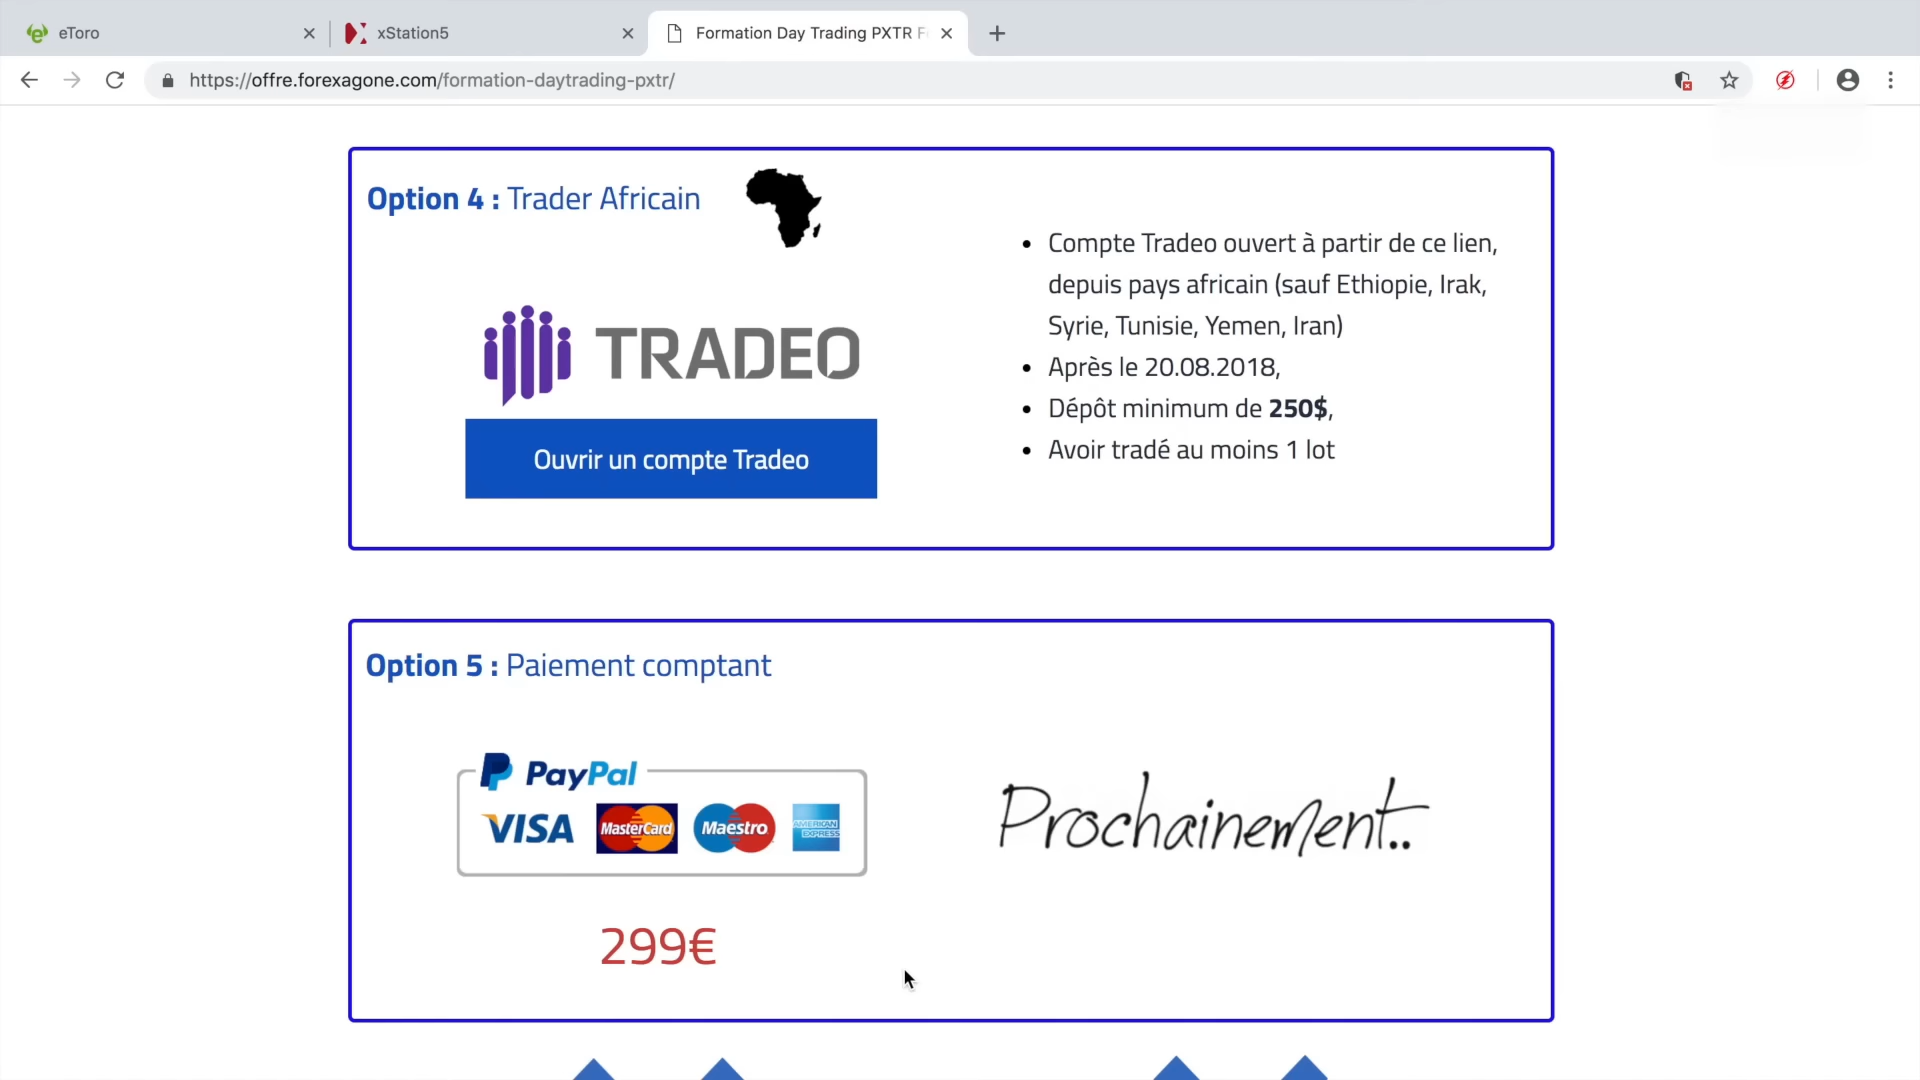 eToro
xStation5
Formation Day Trading PXTR F
https://offre.forexagone.com/formation-daytrading-pxtr/
Option 4 : Trader Africain
TRADEO
Ouvrir un compte Tradeo
Compte Tradeo ouvert à partir de ce lien,
depuis pays africain (sauf Ethiopie, Irak,
Syrie, Tunisie, Yemen, Iran)
Après le 20.08.2018,
Dépôt minimum de 250$,
Avoir tradé au moins 1 lot
Option 5 : Paiement comptant
PayPal
VISA MasterCard Maestro AMERICAN EXPRESS
Prochainement..
299€